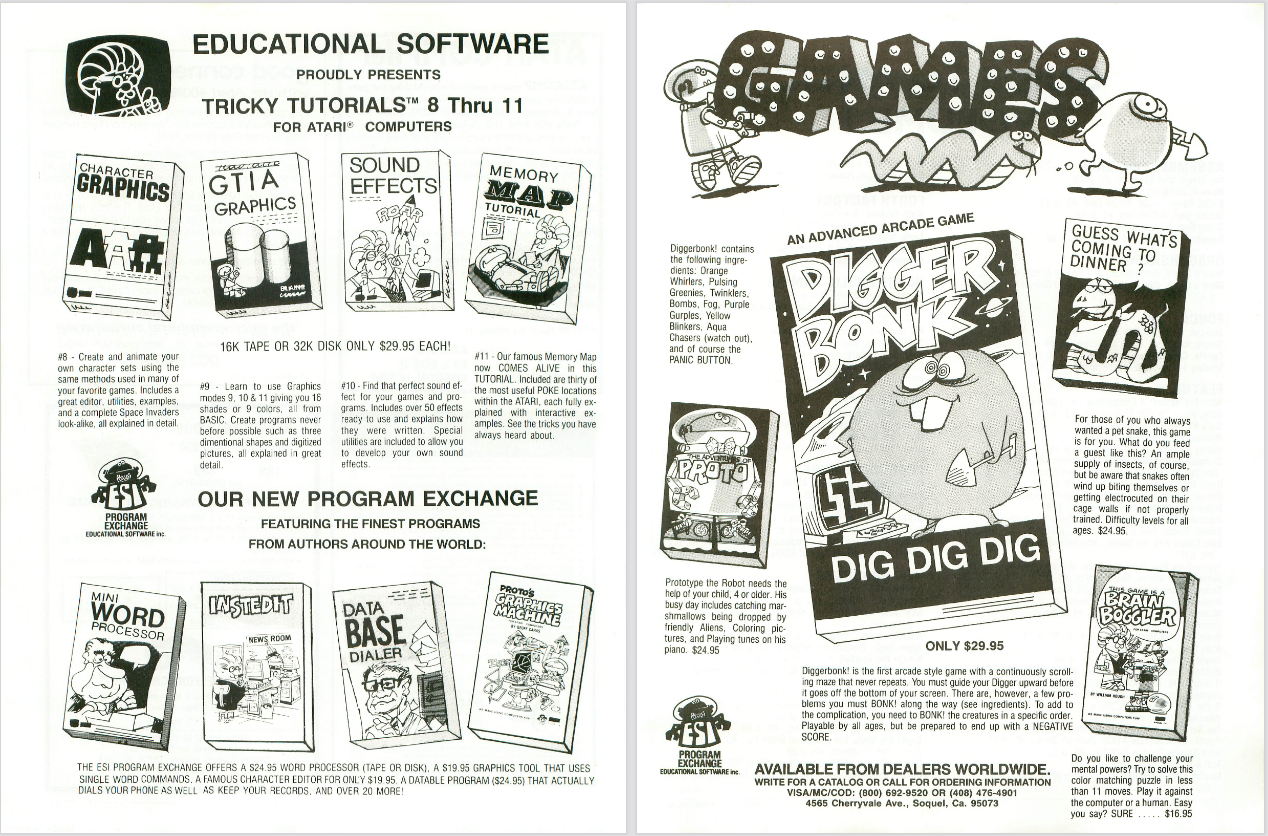 EDUCATIONAL SOFTWARE
PROUDLY PRESENTS
TRICKY TUTORIALS™ 8 Thru 11
FOR ATARI® COMPUTERS
CHARACTER
GRAPHICS
GTIA
GRAPHICS
SOUND
EFFECTS
ROAR
MEMORY
MAP
TUTORIAL
16K TAPE OR 32K DISK ONLY $29.95 EACH!
#8 - Create and animate your
own character sets using the
same methods used in many of
your favorite games. Includes a
great editor, utilities, examples,
and a complete Space Invaders
look-alike, all explained in detail.
#9 - Learn to use Graphics
modes 9, 10 & 11 giving you 16
shades or 9 colors, all from
BASIC. Create programs never
before possible such as three
dimentional shapes and digitized
pictures, all explained in great
detail.
#10 - Find that perfect sound ef-
fect for your games and pro-
grams. Includes over 50 effects
ready to use and explains how
they were written. Special
utilities are included to allow you
to develop your own sound
effects.
#11 - Our famous Memory Map
now COMES ALIVE in this
TUTORIAL. Included are thirty of
the most useful POKE locations
within the ATARI, each fully ex-
plained with interactive ex-
amples. See the tricks you have
always heard about.
ESI
PROGRAM
EXCHANGE
EDUCATIONAL SOFTWARE inc.
OUR NEW PROGRAM EXCHANGE
FEATURING THE FINEST PROGRAMS
FROM AUTHORS AROUND THE WORLD:
MINI
WORD
PROCESSOR
INSTEDIT
NEWS ROOM
DATA
BASE
DIALER
PROTO'S
GRAPHICS
MACHINE
THE ESI PROGRAM EXCHANGE OFFERS A $24.95 WORD PROCESSOR (TAPE OR DISK), A $19.95 GRAPHICS TOOL THAT USES
SINGLE WORD COMMANDS, A FAMOUS CHARACTER EDITOR FOR ONLY $19.95, A DATABLE PROGRAM ($24.95) THAT ACTUALLY
DIALS YOUR PHONE AS WELL AS KEEP YOUR RECORDS, AND OVER 20 MORE!
GAMES
Diggerbonk! contains
the following ingre-
dients: Orange
Whirlers, Pulsing
Greenies, Twinklers,
Bombs, Fog, Purple
Gurples, Yellow
Blinkers, Aqua
Chasers (watch out),
and of course the
PANIC BUTTON.
AN ADVANCED ARCADE GAME
DIGGER
BONK
DIG DIG DIG
GUESS WHAT'S
COMING TO
DINNER ?
THE ADVENTURES OF
PROTO
For those of you who always
wanted a pet snake, this game
is for you. What do you feed
a guest like this? An ample
supply of insects, of course,
but be aware that snakes often
wind up biting themselves or
getting electrocuted on their
cage walls if not properly
trained. Difficulty levels for all
ages. $24.95.
Prototype the Robot needs the
help of your child, 4 or older. His
busy day includes catching mar-
shmallows being dropped by
friendly Aliens, Coloring pic-
tures, and Playing tunes on his
piano. $24.95
THIS GAME IS A
BRAIN
BOGGLER
ONLY $29.95
Diggerbonk! is the first arcade style game with a continuously scroll-
ing maze that never repeats. You must guide your Digger upward before
it goes off the bottom of your screen. There are, however, a few pro-
blems you must BONK! along the way (see ingredients). To add to
the complication, you need to BONK! the creatures in a specific order.
Playable by all ages, but be prepared to end up with a NEGATIVE
SCORE.
ESI
PROGRAM
EXCHANGE
EDUCATIONAL SOFTWARE inc.
AVAILABLE FROM DEALERS WORLDWIDE.
WRITE FOR A CATALOG OR CALL FOR ORDERING INFORMATION
VISA/MC/COD: (800) 692-9520 OR (408) 476-4901
4565 Cherryvale Ave., Soquel, Ca. 95073
Do you like to challenge your
mental powers? Try to solve this
color matching puzzle in less
than 11 moves. Play it against
the computer or a human. Easy
you say? SURE ..... $16.95